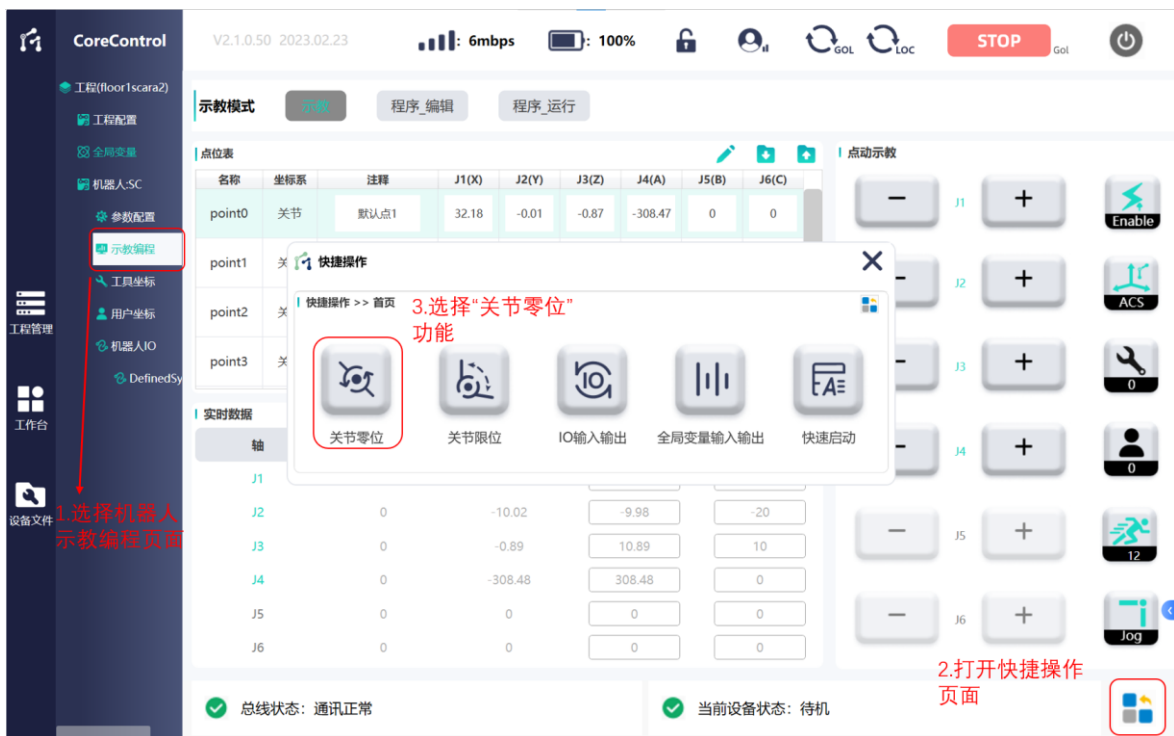 CoreControl
V2.1.0.50 2023.02.23
: 6mbps
: 100%
GOL
LOC
STOP
Gol
工程(floor1scara2)
工程配置
全局变量
机器人:SC
参数配置
示教编程
工具坐标
用户坐标
机器人IO
DefinedSy
工程管理
工作台
设备文件
1.选择机器人
示教编程页面
示教模式
示教
程序_编辑
程序_运行
点位表
名称 坐标系 注释 J1(X) J2(Y) J3(Z) J4(A) J5(B) J6(C)
point0 关节 默认点1 32.18 -0.01 -0.87 -308.47 0 0
point1
point2
point3
快捷操作
快捷操作 >> 首页
3.选择“关节零位”
功能
关节零位
关节限位
IO
IO输入输出
全局变量输入输出
快速启动
实时数据
轴
J1
J2 0 -10.02 -9.98 -20
J3 0 -0.89 10.89 10
J4 0 -308.48 308.48 0
J5 0 0 0 0
J6 0 0 0 0
点动示教
− J1 + Enable
− J2 + ACS
− J3 + 0
− J4 + 0
− J5 + 12
− J6 + Jog
2.打开快捷操作
页面
总线状态：通讯正常
当前设备状态：待机